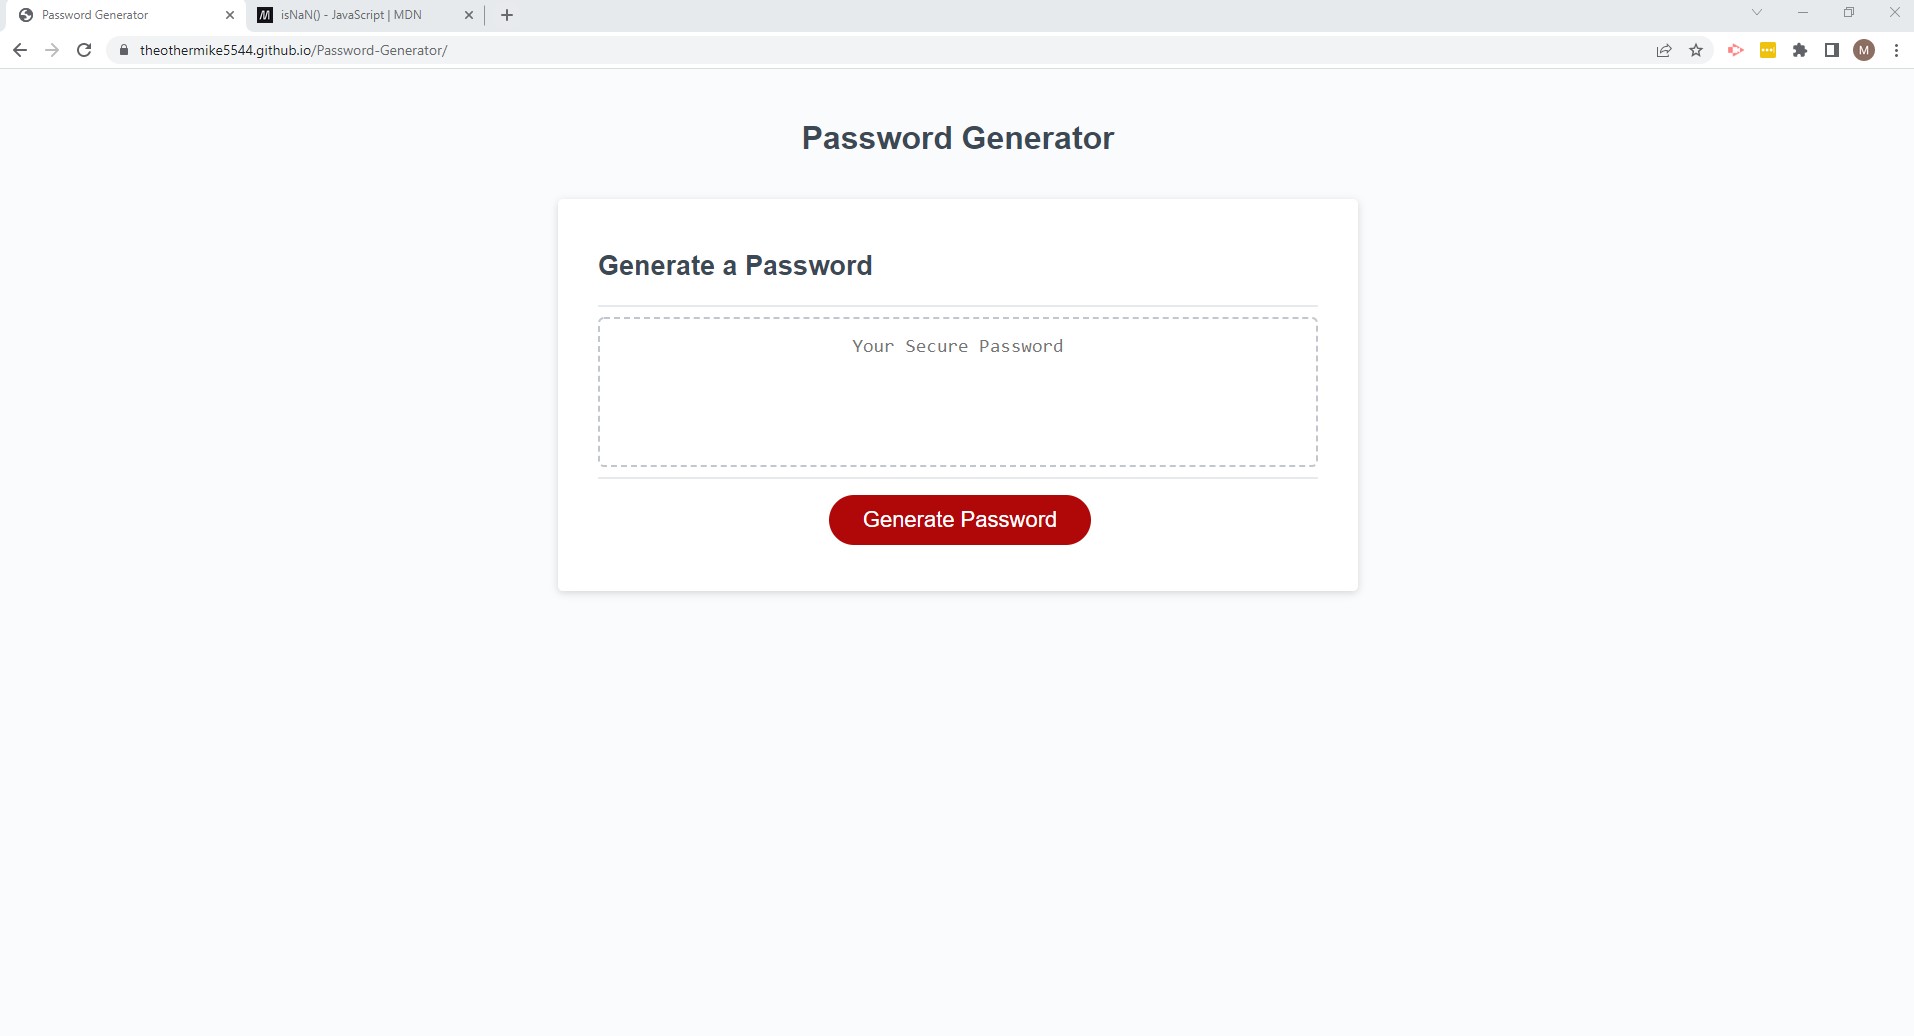 Password Generator
isNaN() - JavaScript | MDN
theothermike5544.github.io/Password-Generator/
M
Password Generator
Generate a Password
Your Secure Password
Generate Password